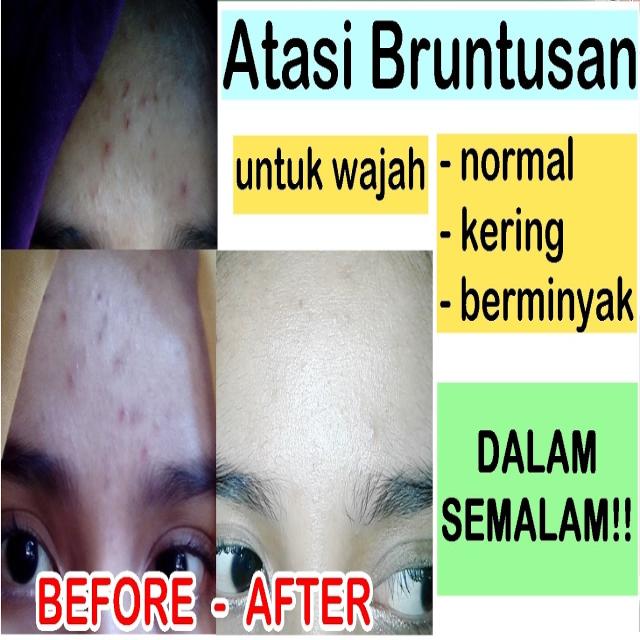 Atasi Bruntusan
untuk wajah
- normal
- kering
- berminyak
DALAM
SEMALAM!!
BEFORE - AFTER